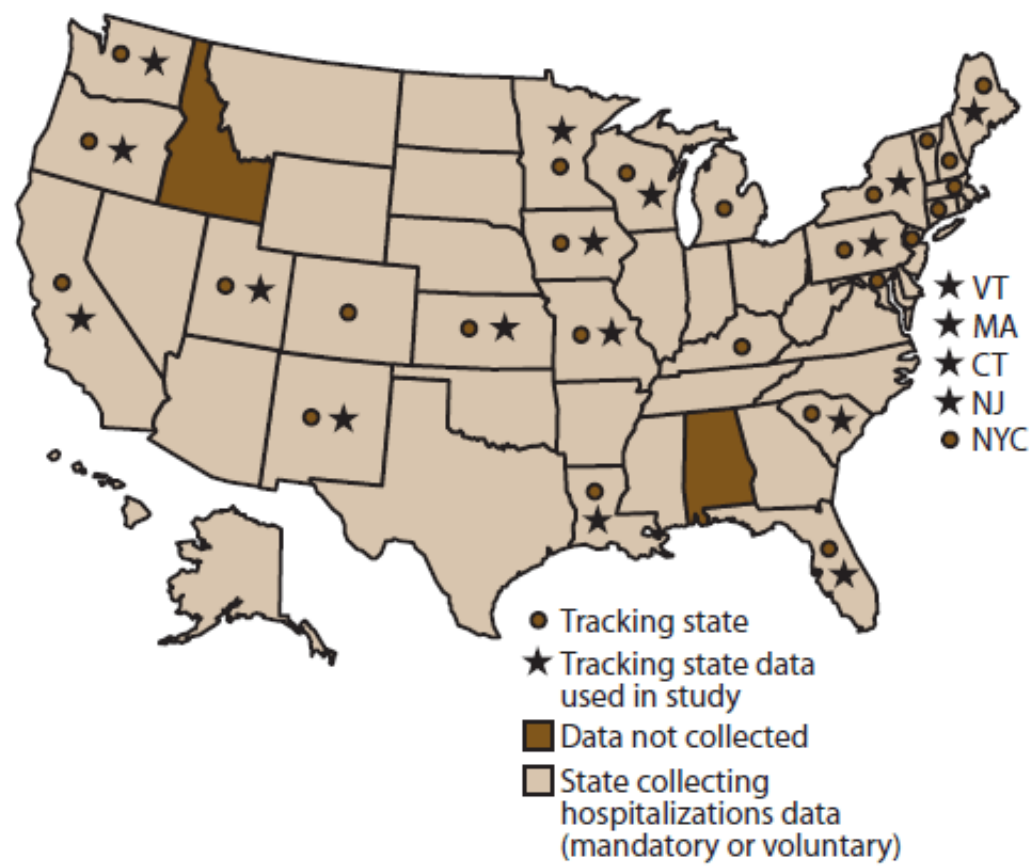 VT
MA
CT
NJ
NYC
Tracking state
Tracking state data
used in study
Data not collected
State collecting
hospitalizations data
(mandatory or voluntary)